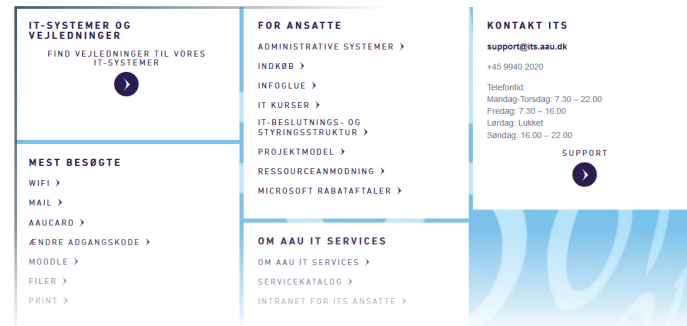 IT-SYSTEMER OG
VEJLEDNINGER
FIND VEJLEDNINGER TIL VORES
IT-SYSTEMER
MEST BESØGTE
WIFI
MAIL
AAUCARD
ÆNDRE ADGANGSKODE
MOODLE
FILER
PRINT
FOR ANSATTE
ADMINISTRATIVE SYSTEMER
INDKØB
INFOGLUE
IT KURSER
IT-BESLUTNINGS- OG
STYRINGSSTRUKTUR
PROJEKTMODEL
RESSOURCEANMODNING
MICROSOFT RABATAFTALER
OM AAU IT SERVICES
OM AAU IT SERVICES
SERVICEKATALOG
INTRANET FOR ITS ANSATTE
KONTAKT ITS
support@its.aau.dk
+45 9940 2020
Telefontid:
Mandag-Torsdag: 7.30 – 22.00
Fredag: 7.30 – 16.00
Lørdag: Lukket
Søndag: 16.00 – 22.00
SUPPORT